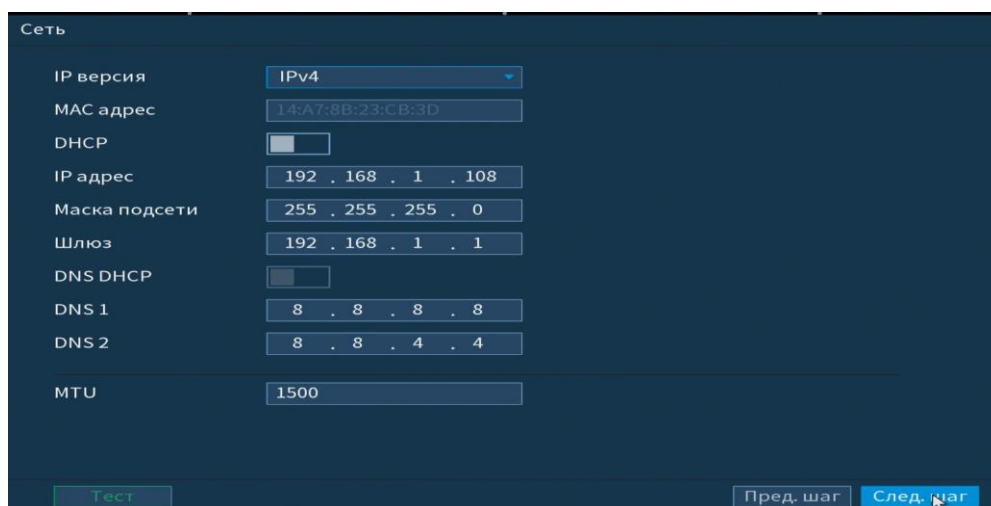 Сеть
IP версия IPv4
MAC адрес 14:A7:8B:23:CB:3D
DHCP
IP адрес 192 . 168 . 1 . 108
Маска подсети 255 . 255 . 255 . 0
Шлюз 192 . 168 . 1 . 1
DNS DHCP
DNS 1 8 . 8 . 8 . 8
DNS 2 8 . 8 . 4 . 4
MTU 1500
Тест Пред. шаг След. шаг